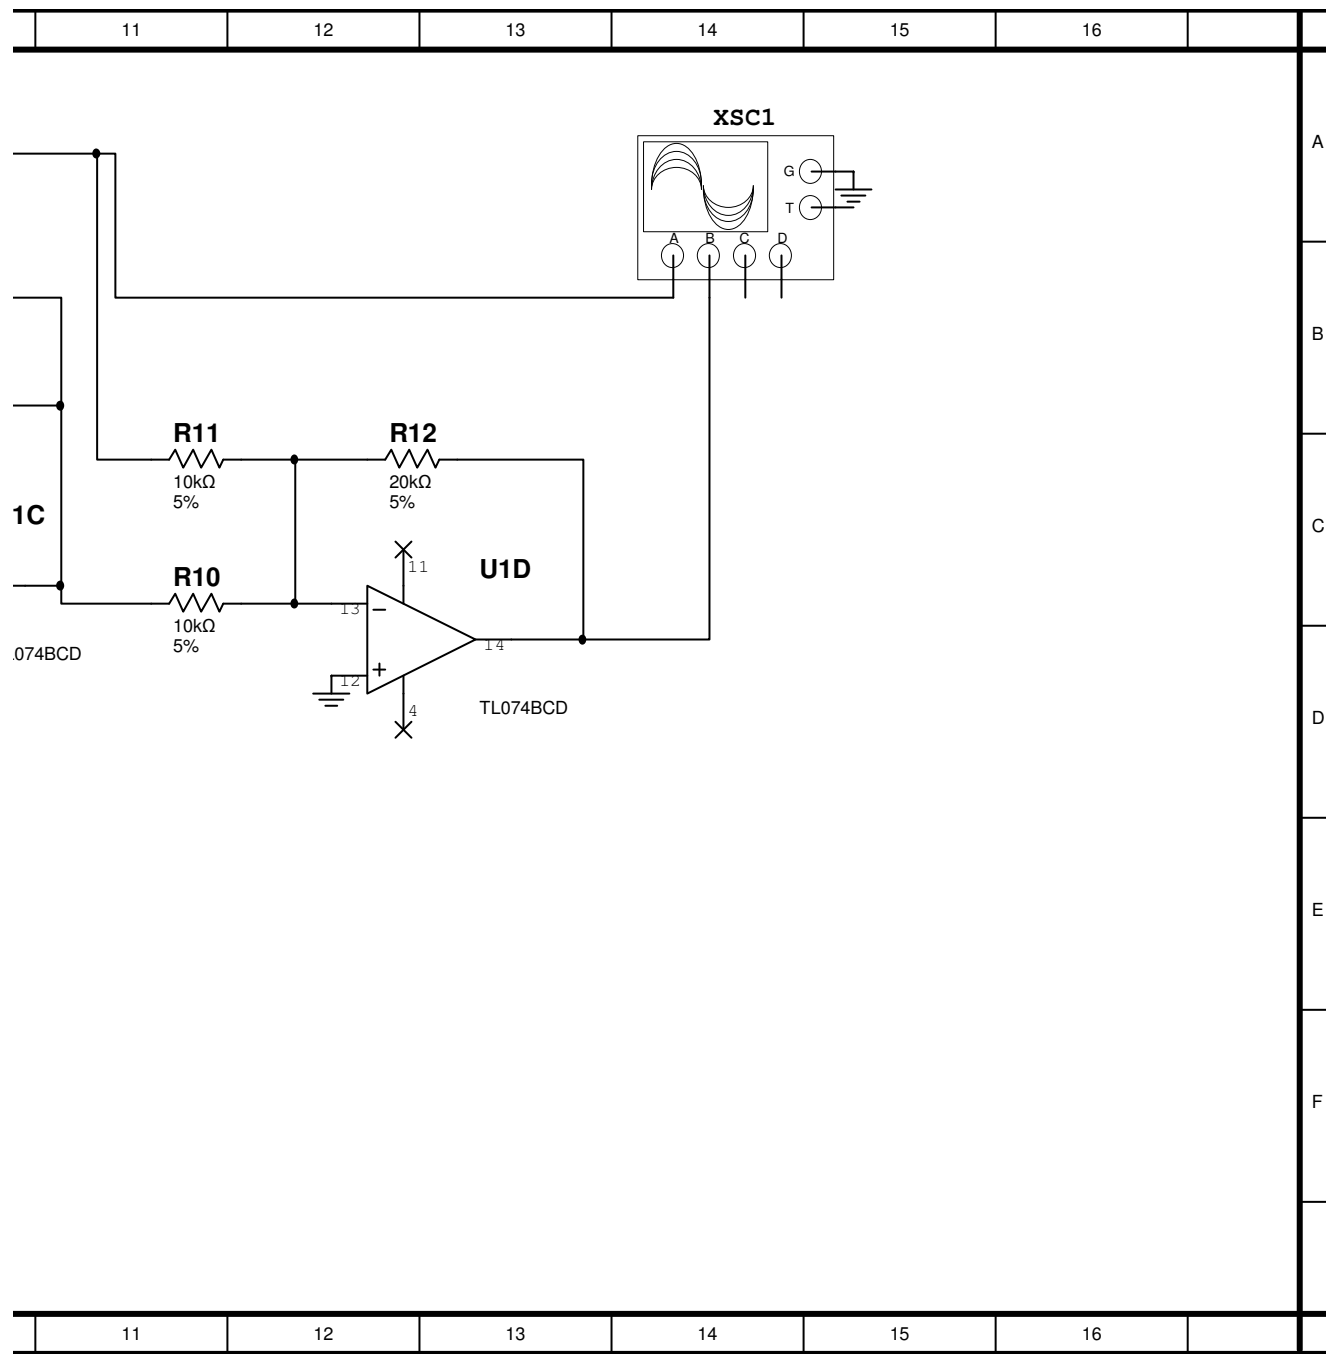 11 12 13 14 15 16
XSC1
A
G
T
A B C D
B
R11 R12
10kΩ 20kΩ
5% 5%
1C
C
11
U1D
R10
13
10kΩ
5%
14
.074BCD
12
4
TL074BCD
D
E
F
11 12 13 14 15 16